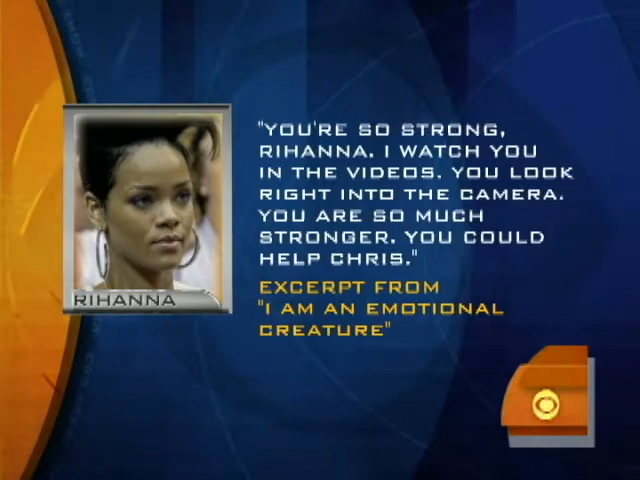 "YOU'RE SO STRONG,
RIHANNA. I WATCH YOU
IN THE VIDEOS. YOU LOOK
RIGHT INTO THE CAMERA.
YOU ARE SO MUCH
STRONGER. YOU COULD
HELP CHRIS."
EXCERPT FROM
"I AM AN EMOTIONAL
CREATURE"
RIHANNA